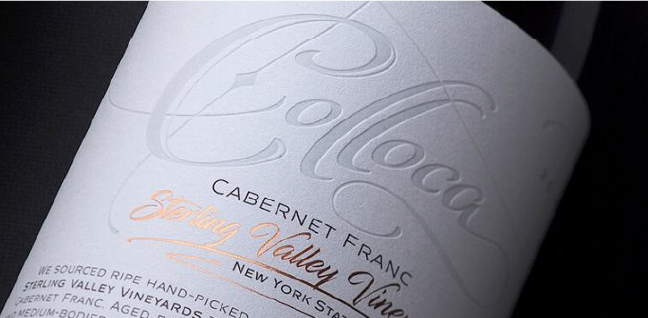 Colloca
CABERNET FRANC
Sterling Valley
NEW YORK
WE SOURCED RIPE HAND-PICKED
STERLING VALLEY VINEYARDS
CABERNET FRANC. AGED
MEDIUM-BODIED